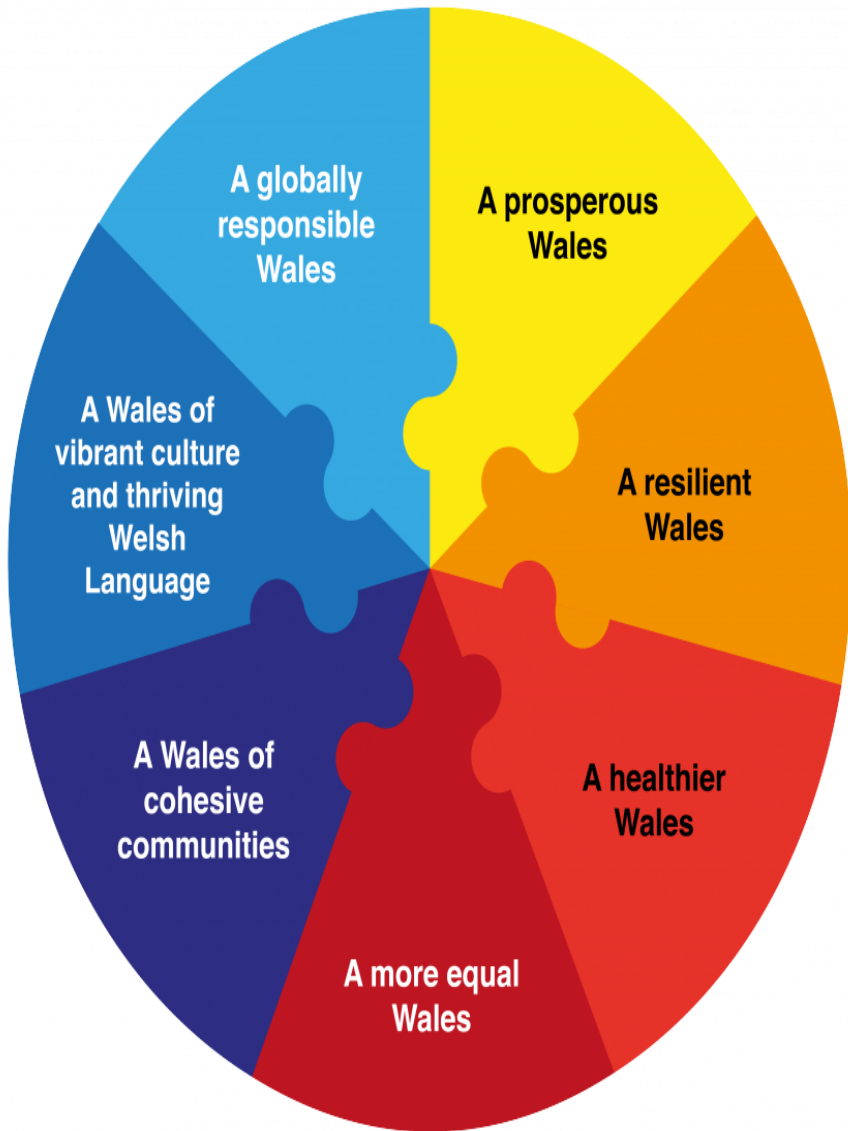 A globally
responsible
Wales
A prosperous
Wales
A Wales of
vibrant culture
and thriving
Welsh
Language
A resilient
Wales
A Wales of
cohesive
communities
A healthier
Wales
A more equal
Wales